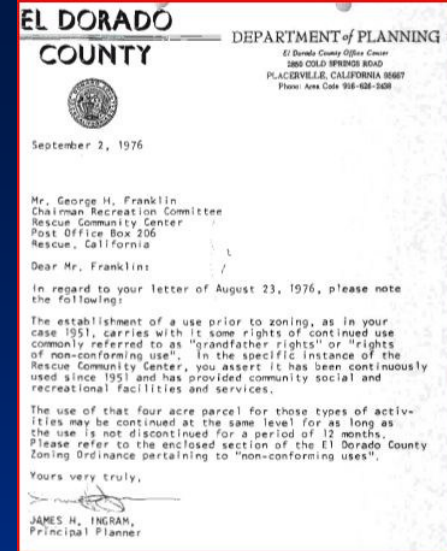 EL DORADO
COUNTY
DEPARTMENT of PLANNING
El Dorado County Office Center
2850 COLD SPRINGS ROAD
PLACERVILLE, CALIFORNIA 95667
Phone: Area Code 916-626-2438
September 2, 1976
Mr. George H. Franklin
Chairman Recreation Committee
Rescue Community Center
Post Office Box 206
Rescue, California
Dear Mr. Franklin:
In regard to your letter of August 23, 1976, please note
the following:
The establishment of a use prior to zoning, as in your
case 1951, carries with it some rights of continued use
commonly referred to as "grandfather rights" or "rights
of non-conforming use". In the specific instance of the
Rescue Community Center, you assert it has been continuously
used since 1951 and has provided community social and
recreational facilities and services.
The use of that four acre parcel for those types of activ-
ities may be continued at the same level for as long as
the use is not discontinued for a period of 12 months.
Please refer to the enclosed section of the El Dorado County
Zoning Ordinance pertaining to "non-conforming uses".
Yours very truly,
JAMES H. INGRAM,
Principal Planner